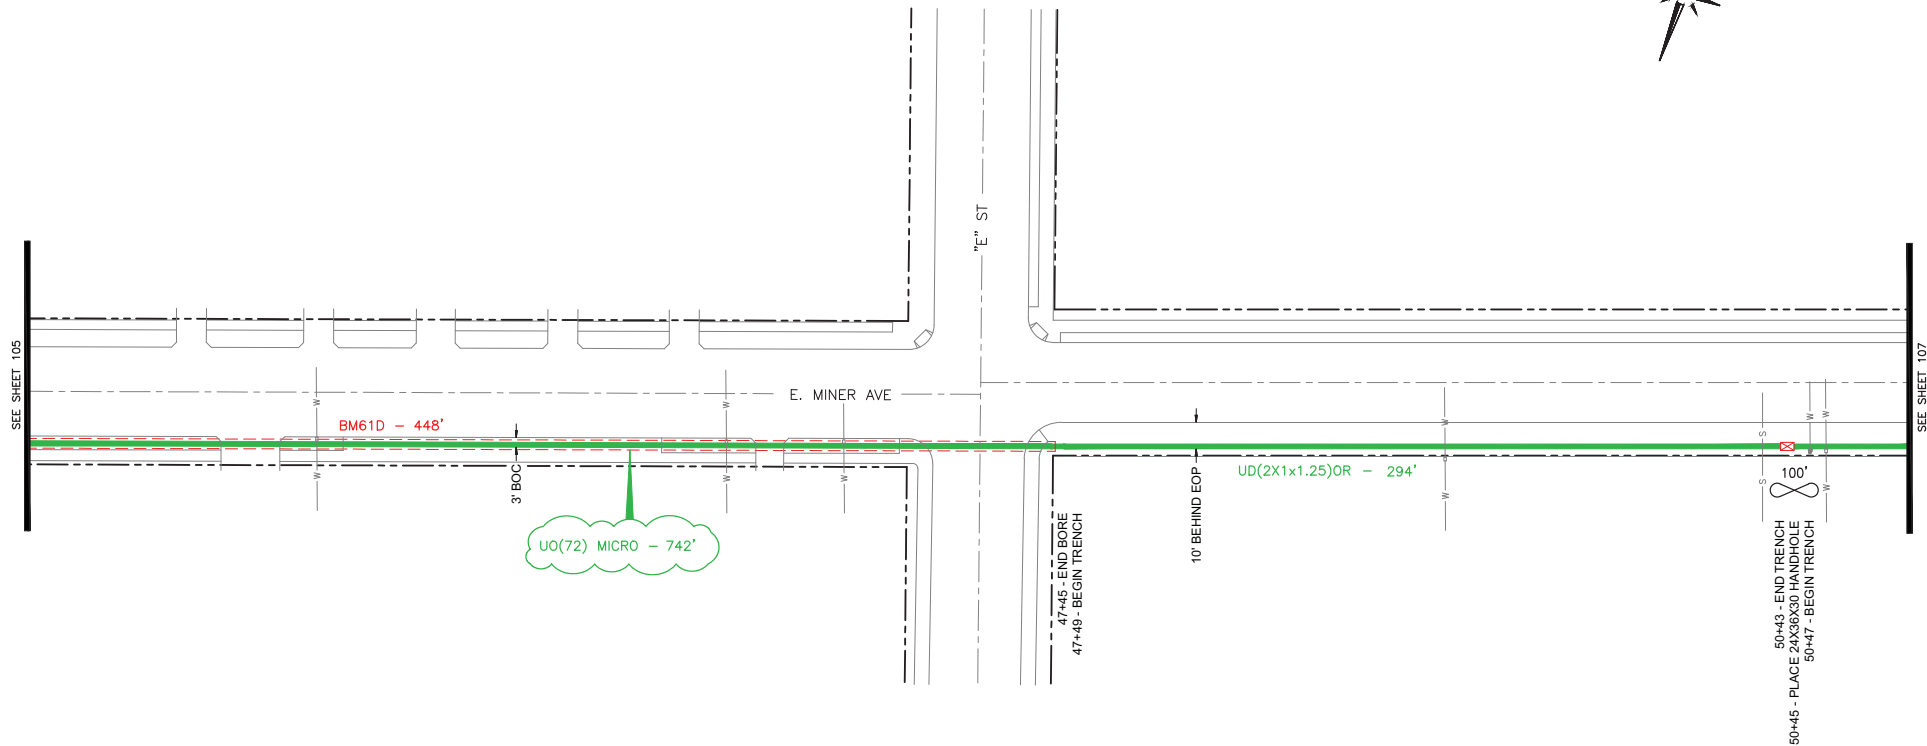 "E" ST
SEE SHEET 105
SEE SHEET 107
E. MINER AVE
W
W
W
W
W
W
BM61D - 448'
W
W
W
W
S
S
W
3' BOC
10' BEHIND EOP
UD(2X1x1.25)OR - 294'
100'
UO(72) MICRO - 742'
47+45 - END BORE
47+49 - BEGIN TRENCH
50+43 - END TRENCH
50+45 - PLACE 24X36X30 HANDHOLE
50+47 - BEGIN TRENCH